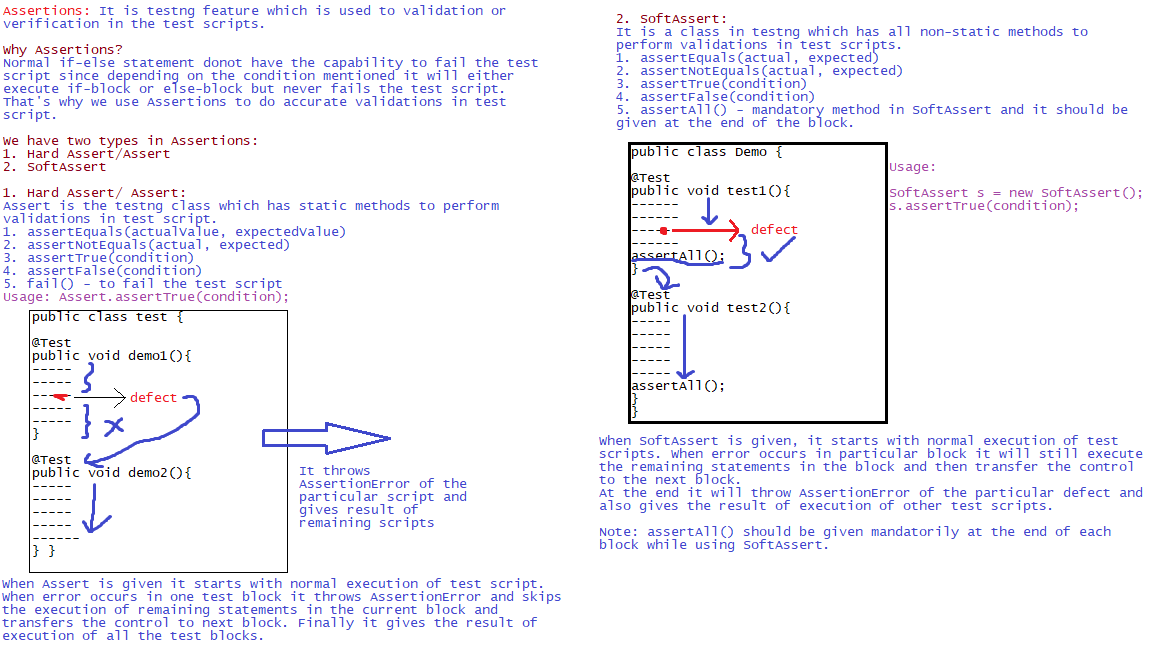 Assertions: It is testng feature which is used to validation or
verification in the test scripts.
Why Assertions?
Normal if-else statement donot have the capability to fail the test
script since depending on the condition mentioned it will either
execute if-block or else-block but never fails the test script.
That's why we use Assertions to do accurate validations in test
script.
We have two types in Assertions:
1. Hard Assert/Assert
2. SoftAssert
1. Hard Assert/ Assert:
Assert is the testng class which has static methods to perform
validations in test script.
1. assertEquals(actualValue, expectedValue)
2. assertNotEquals(actual, expected)
3. assertTrue(condition)
4. assertFalse(condition)
5. fail() - to fail the test script
Usage: Assert.assertTrue(condition);
public class test {
@Test
public void demo1(){
-----
-----
-----
defect
-----
-----
}
@Test
public void demo2(){
-----
-----
-----
-----
------
} }
It throws
AssertionError of the
particular script and
gives result of
remaining scripts
When Assert is given it starts with normal execution of test script.
When error occurs in one test block it throws AssertionError and skips
the execution of remaining statements in the current block and
transfers the control to next block. Finally it gives the result of
execution of all the test blocks.
2. SoftAssert:
It is a class in testng which has all non-static methods to
perform validations in test scripts.
1. assertEquals(actual, expected)
2. assertNotEquals(actual, expected)
3. assertTrue(condition)
4. assertFalse(condition)
5. assertAll() - mandatory method in SoftAssert and it should be
given at the end of the block.
public class Demo {
@Test
public void test1(){
------
------
-----
defect
------
assertAll();
}
@Test
public void test2(){
-----
-----
-----
-----
-----
assertAll();
}
}
Usage:
SoftAssert s = new SoftAssert();
s.assertTrue(condition);
When SoftAssert is given, it starts with normal execution of test
scripts. When error occurs in particular block it will still execute
the remaining statements in the block and then transfer the control
to the next block.
At the end it will throw AssertionError of the particular defect and
also gives the result of execution of other test scripts.
Note: assertAll() should be given mandatorily at the end of each
block while using SoftAssert.